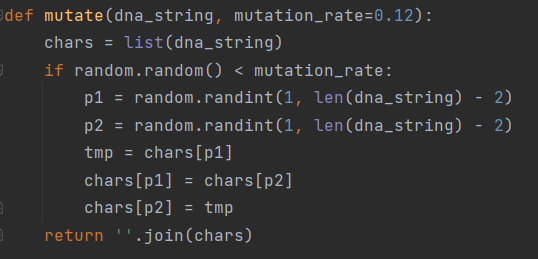 def mutate(dna_string, mutation_rate=0.12):
    chars = list(dna_string)
    if random.random() < mutation_rate:
        p1 = random.randint(1, len(dna_string) - 2)
        p2 = random.randint(1, len(dna_string) - 2)
        tmp = chars[p1]
        chars[p1] = chars[p2]
        chars[p2] = tmp
    return ''.join(chars)